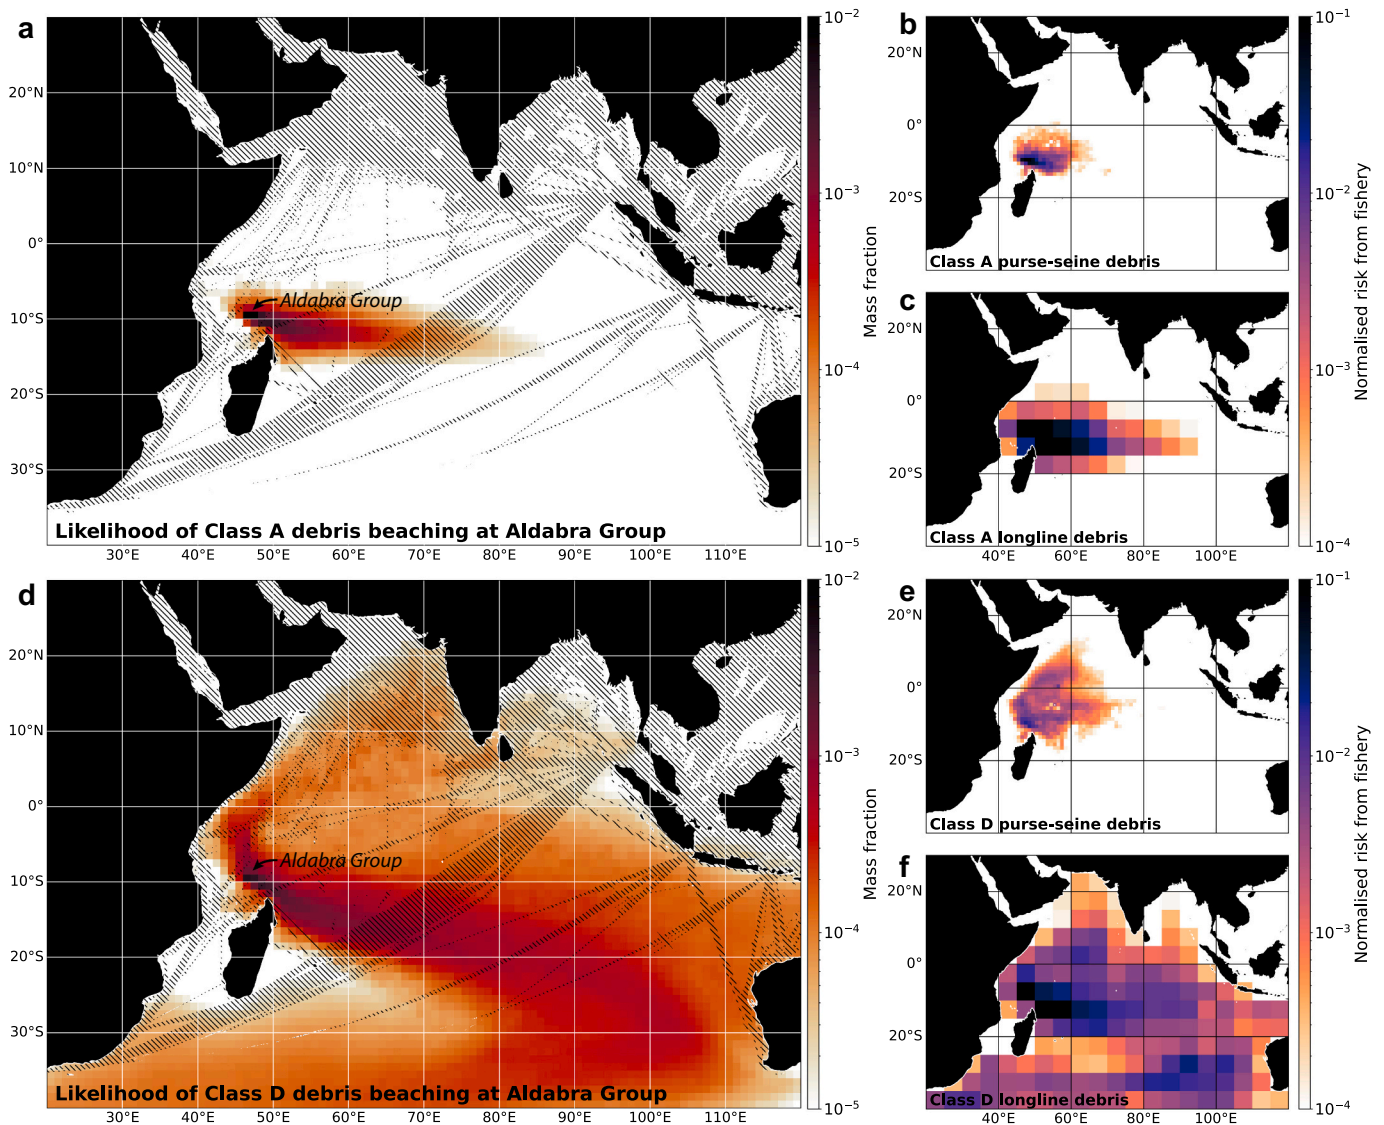 a
20°N
10°N
0°
10°S
20°S
30°S
Aldabra Group
Likelihood of Class A debris beaching at Aldabra Group
30°E 40°E 50°E 60°E 70°E 80°E 90°E 100°E 110°E
10⁻²
10⁻³
10⁻⁴
10⁻⁵
Mass fraction
b
20°N
0°
20°S
Class A purse-seine debris
c
20°N
0°
20°S
Class A longline debris
40°E 60°E 80°E 100°E
10⁻¹
10⁻²
10⁻³
10⁻⁴
Normalised risk from fishery
d
20°N
10°N
0°
10°S
20°S
30°S
Aldabra Group
Likelihood of Class D debris beaching at Aldabra Group
30°E 40°E 50°E 60°E 70°E 80°E 90°E 100°E 110°E
10⁻²
10⁻³
10⁻⁴
10⁻⁵
Mass fraction
e
20°N
0°
20°S
Class D purse-seine debris
f
20°N
0°
20°S
Class D longline debris
40°E 60°E 80°E 100°E
10⁻¹
10⁻²
10⁻³
10⁻⁴
Normalised risk from fishery